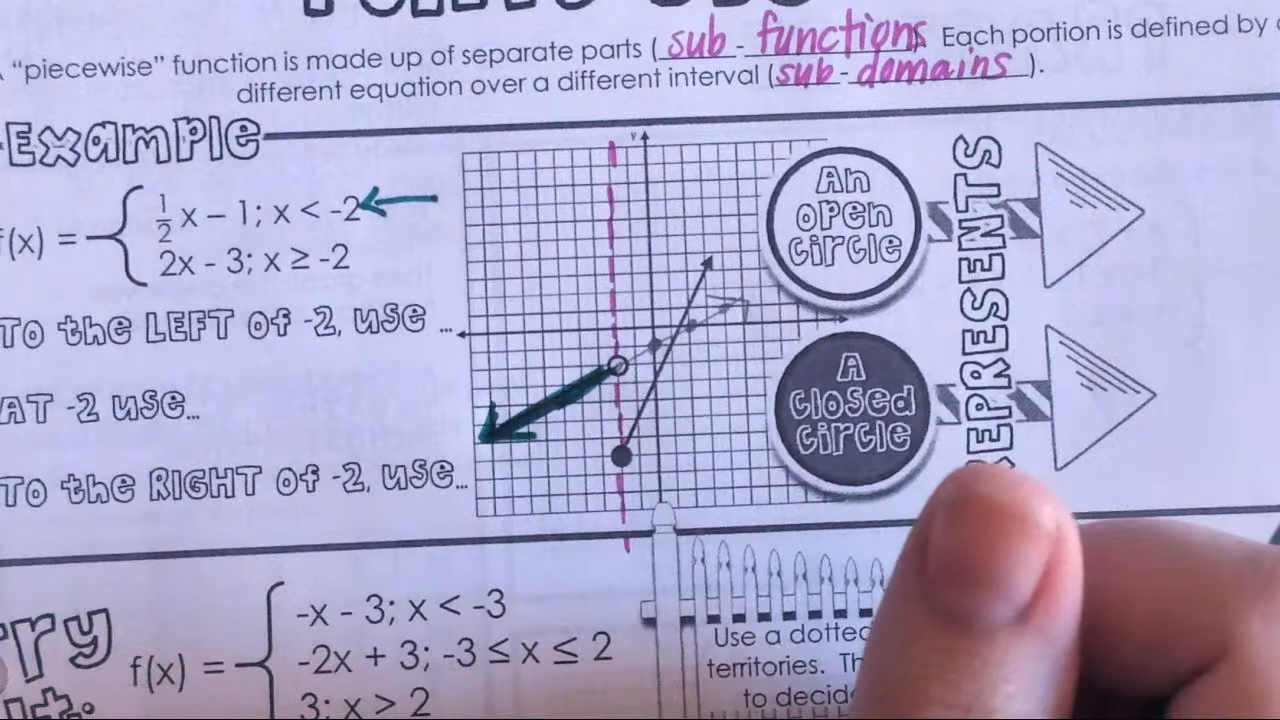 "piecewise" function is made up of separate parts (sub-functions. Each portion is defined by
different equation over a different interval (sub-domains).
Example
f(x) = { ½x – 1; x < -2
2x - 3; x ≥ -2
y
An open circle
REPRESENTS
To the LEFT of -2, use ...
A closed circle
AT -2 use...
To the RIGHT of -2, use...
f(x) = { -x - 3; x < -3
-2x + 3; -3 ≤ x ≤ 2
3; x > 2
Use a dotted
territories.
to decide